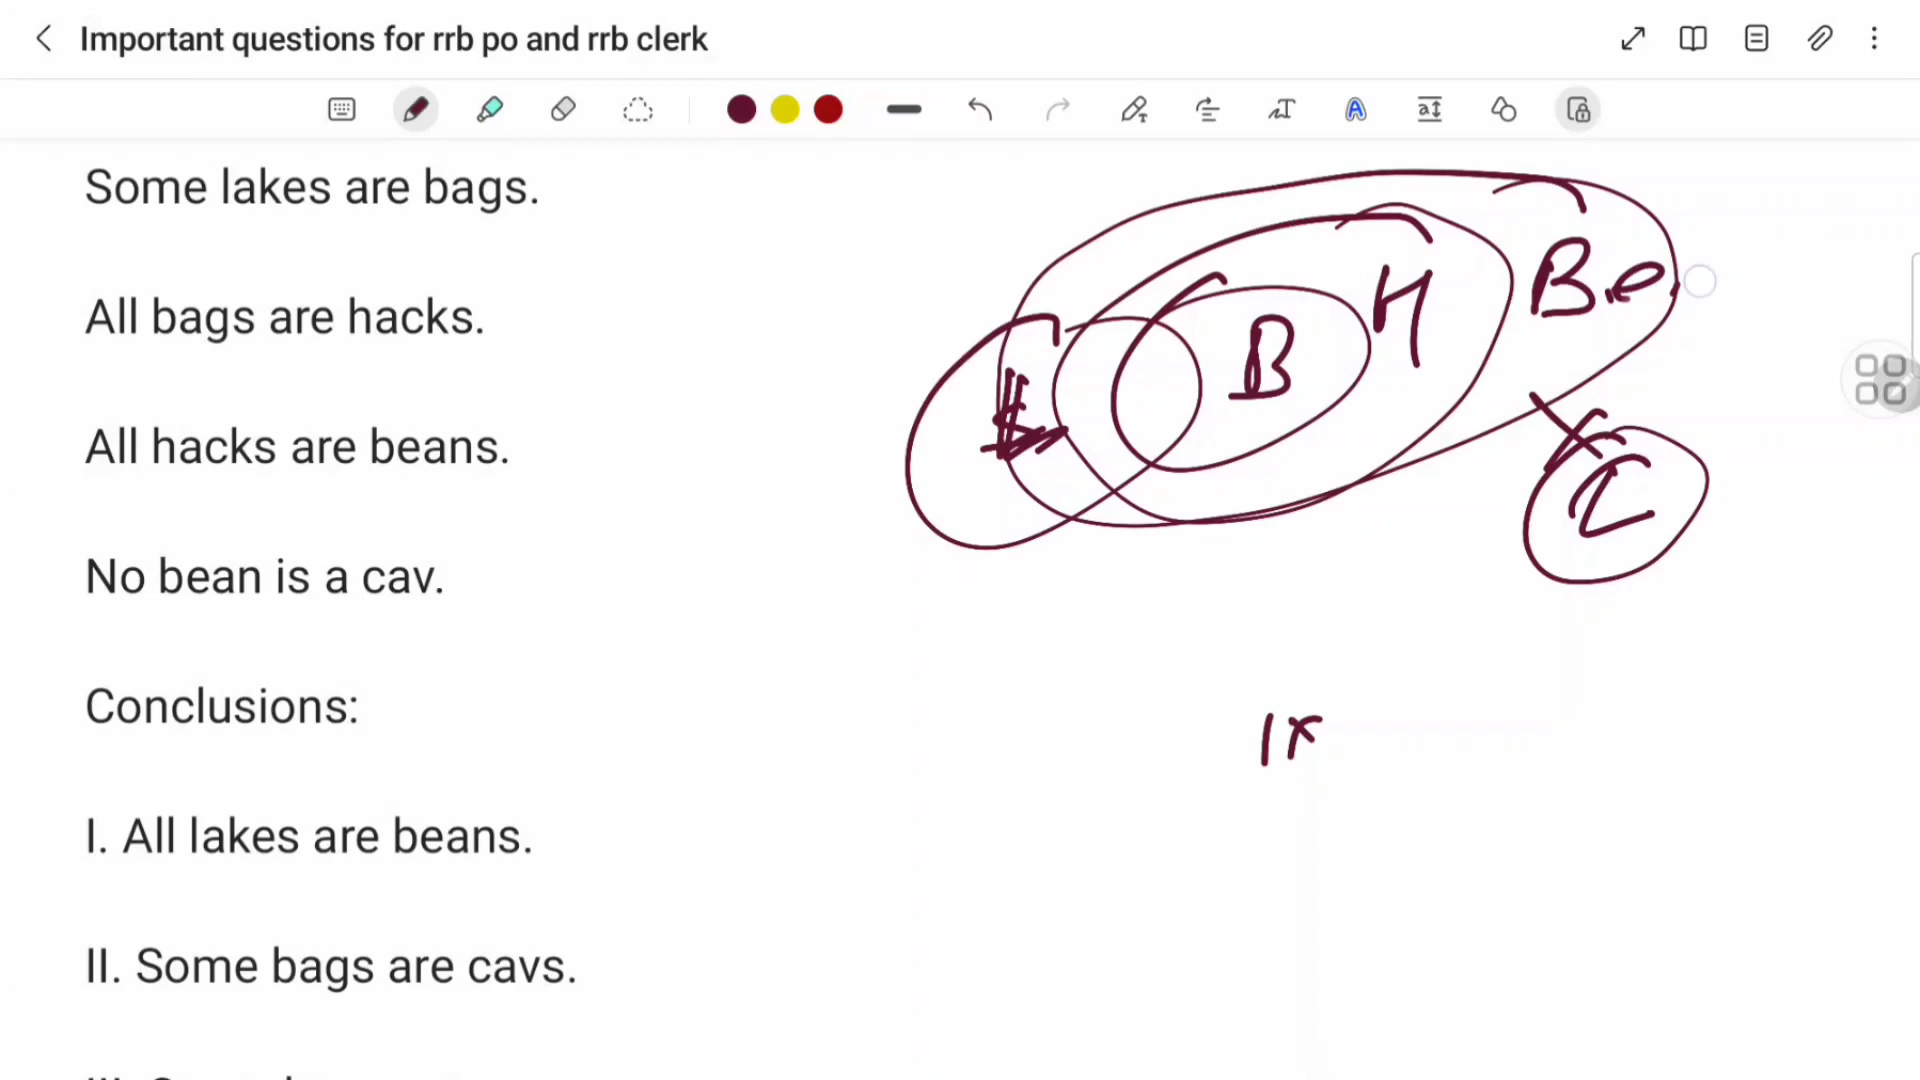 Important questions for rrb po and rrb clerk
Some lakes are bags.
All bags are hacks.
All hacks are beans.
No bean is a cav.
Conclusions:
I. All lakes are beans.
II. Some bags are cavs.
L
B
H
Be
C
1x